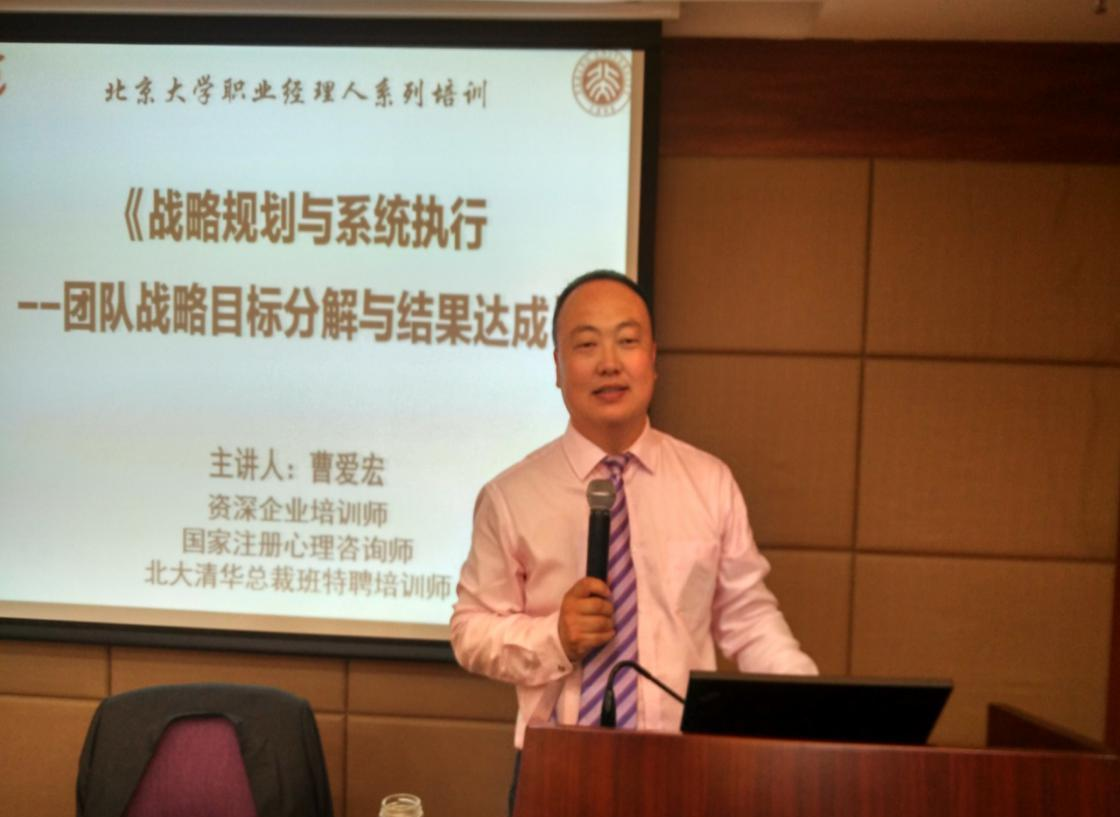 北京大学职业经理人系列培训
《战略规划与系统执行
--团队战略目标分解与结果达成
主讲人：曹爱宏
资深企业培训师
国家注册心理咨询师
北大清华总裁班特聘培训师